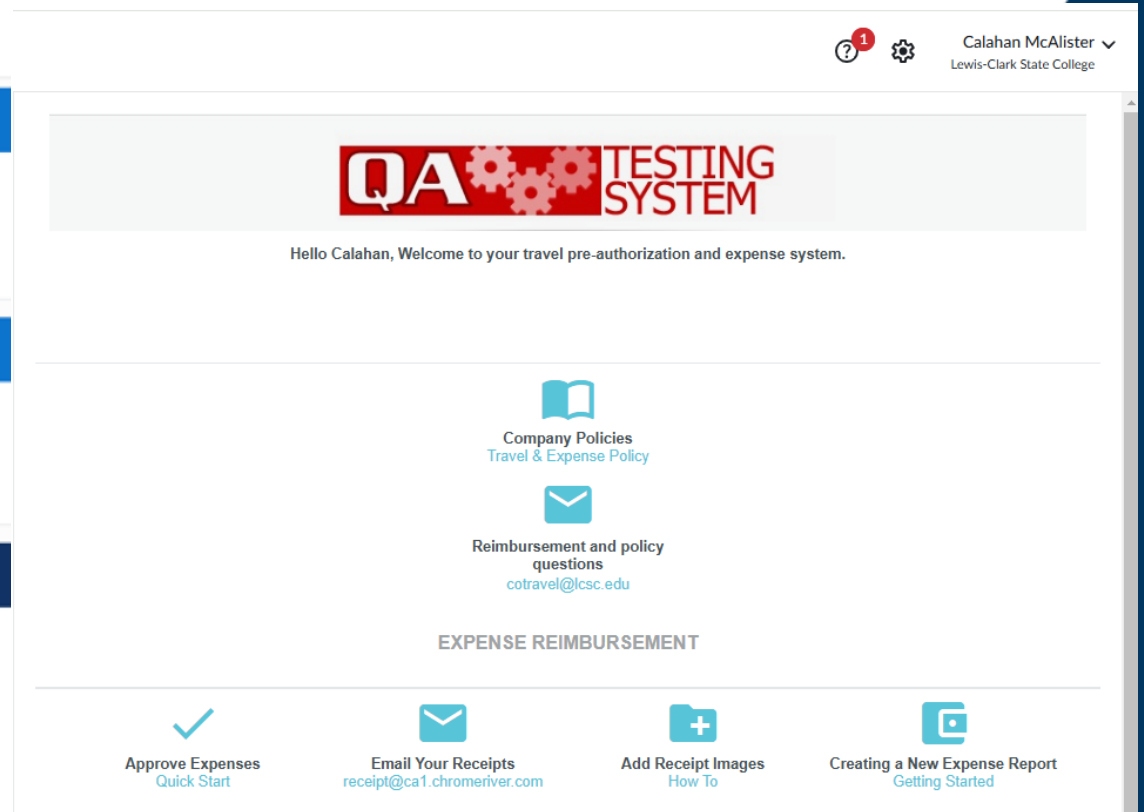 1
Calahan McAlister
Lewis-Clark State College
QA TESTING
SYSTEM
Hello Calahan, Welcome to your travel pre-authorization and expense system.
Company Policies
Travel & Expense Policy
Reimbursement and policy
questions
cotravel@lcsc.edu
EXPENSE REIMBURSEMENT
Approve Expenses
Quick Start
Email Your Receipts
receipt@ca1.chromeriver.com
Add Receipt Images
How To
Creating a New Expense Report
Getting Started